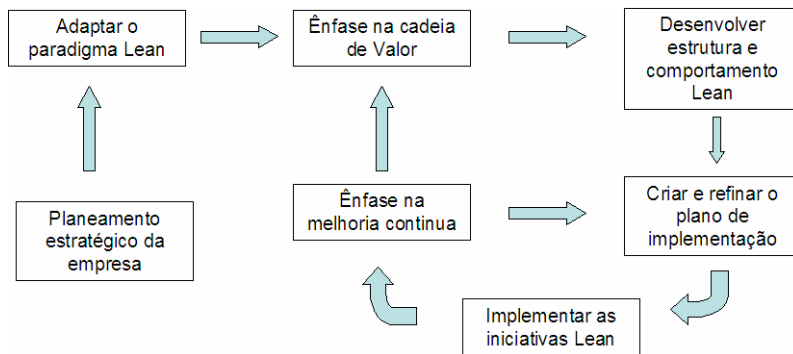 Adaptar o
paradigma Lean
Ênfase na cadeia
de Valor
Desenvolver
estrutura e
comportamento
Lean
Planeamento
estratégico da
empresa
Ênfase na
melhoria continua
Criar e refinar o
plano de
implementação
Implementar as
iniciativas Lean